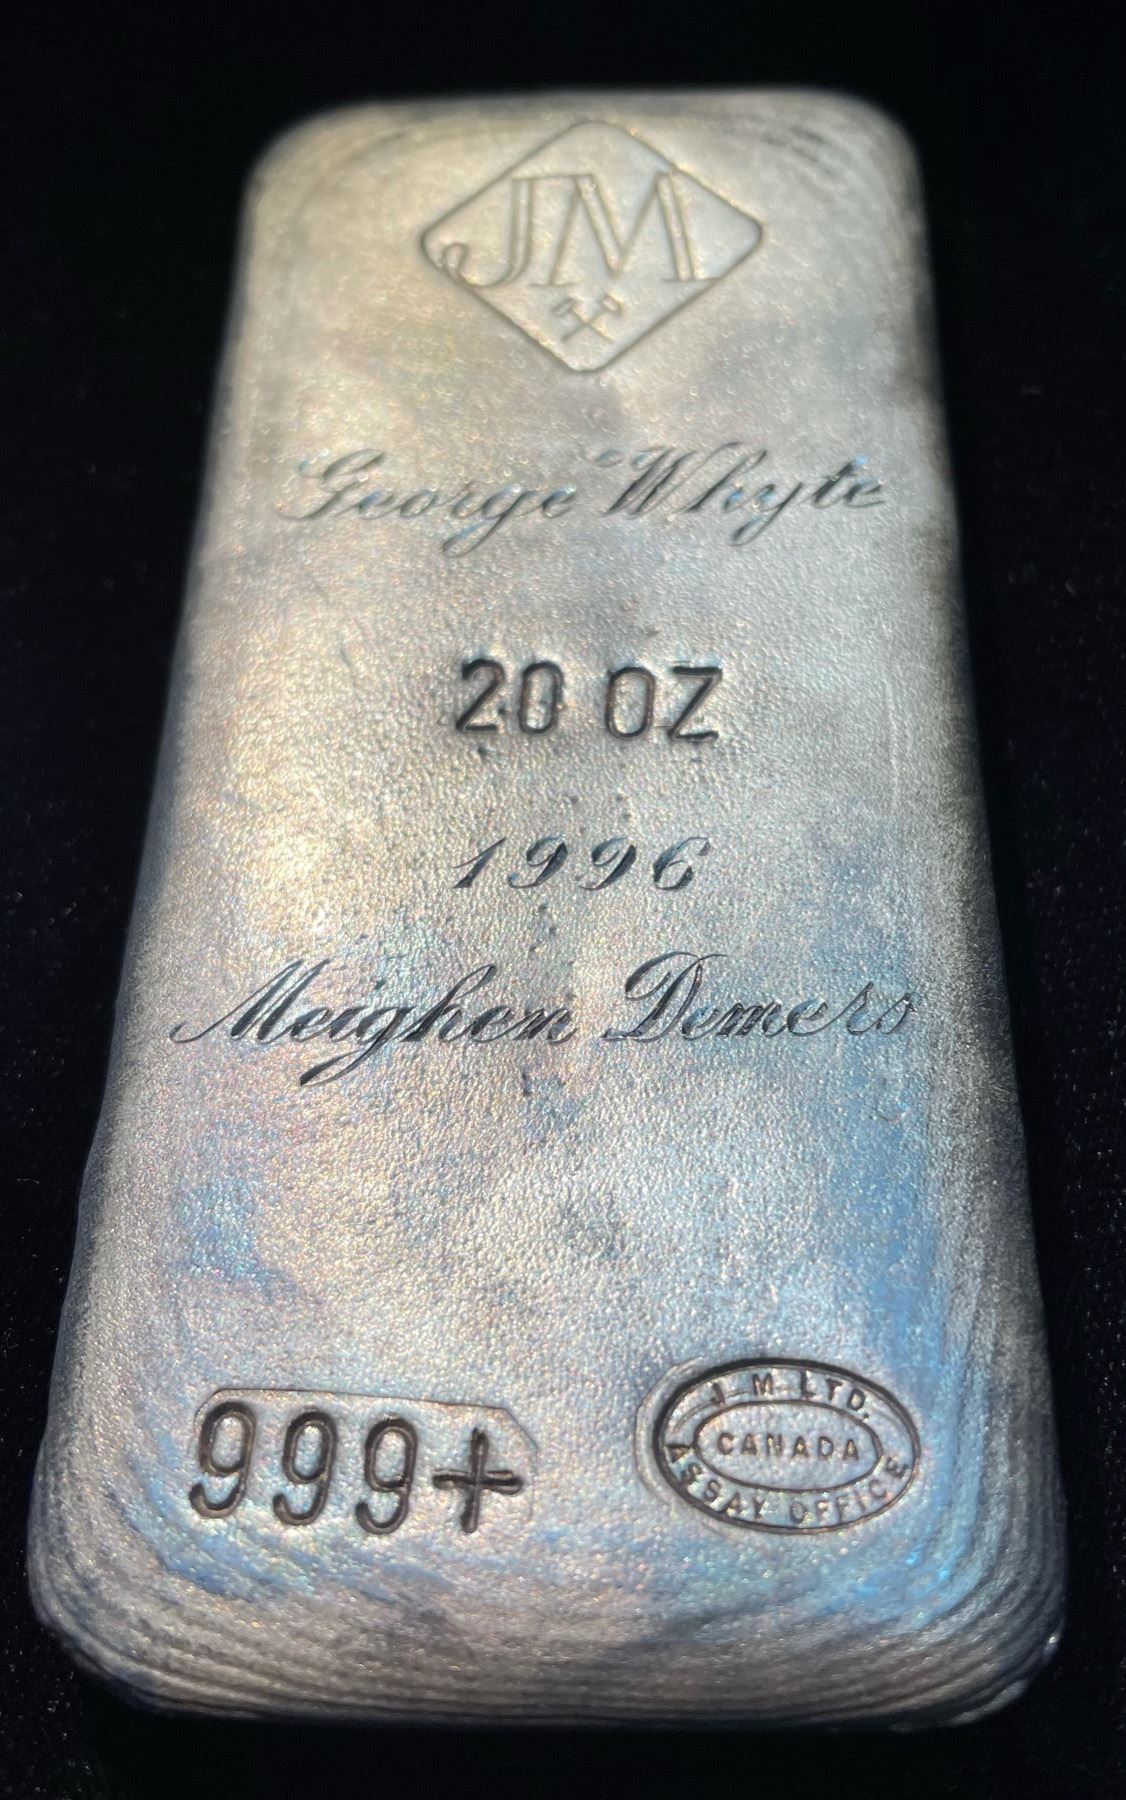 JM
George Whyte
20 OZ
1996
Meighen Demers
999+
J. M. LTD.
CANADA
ASSAY OFFICE